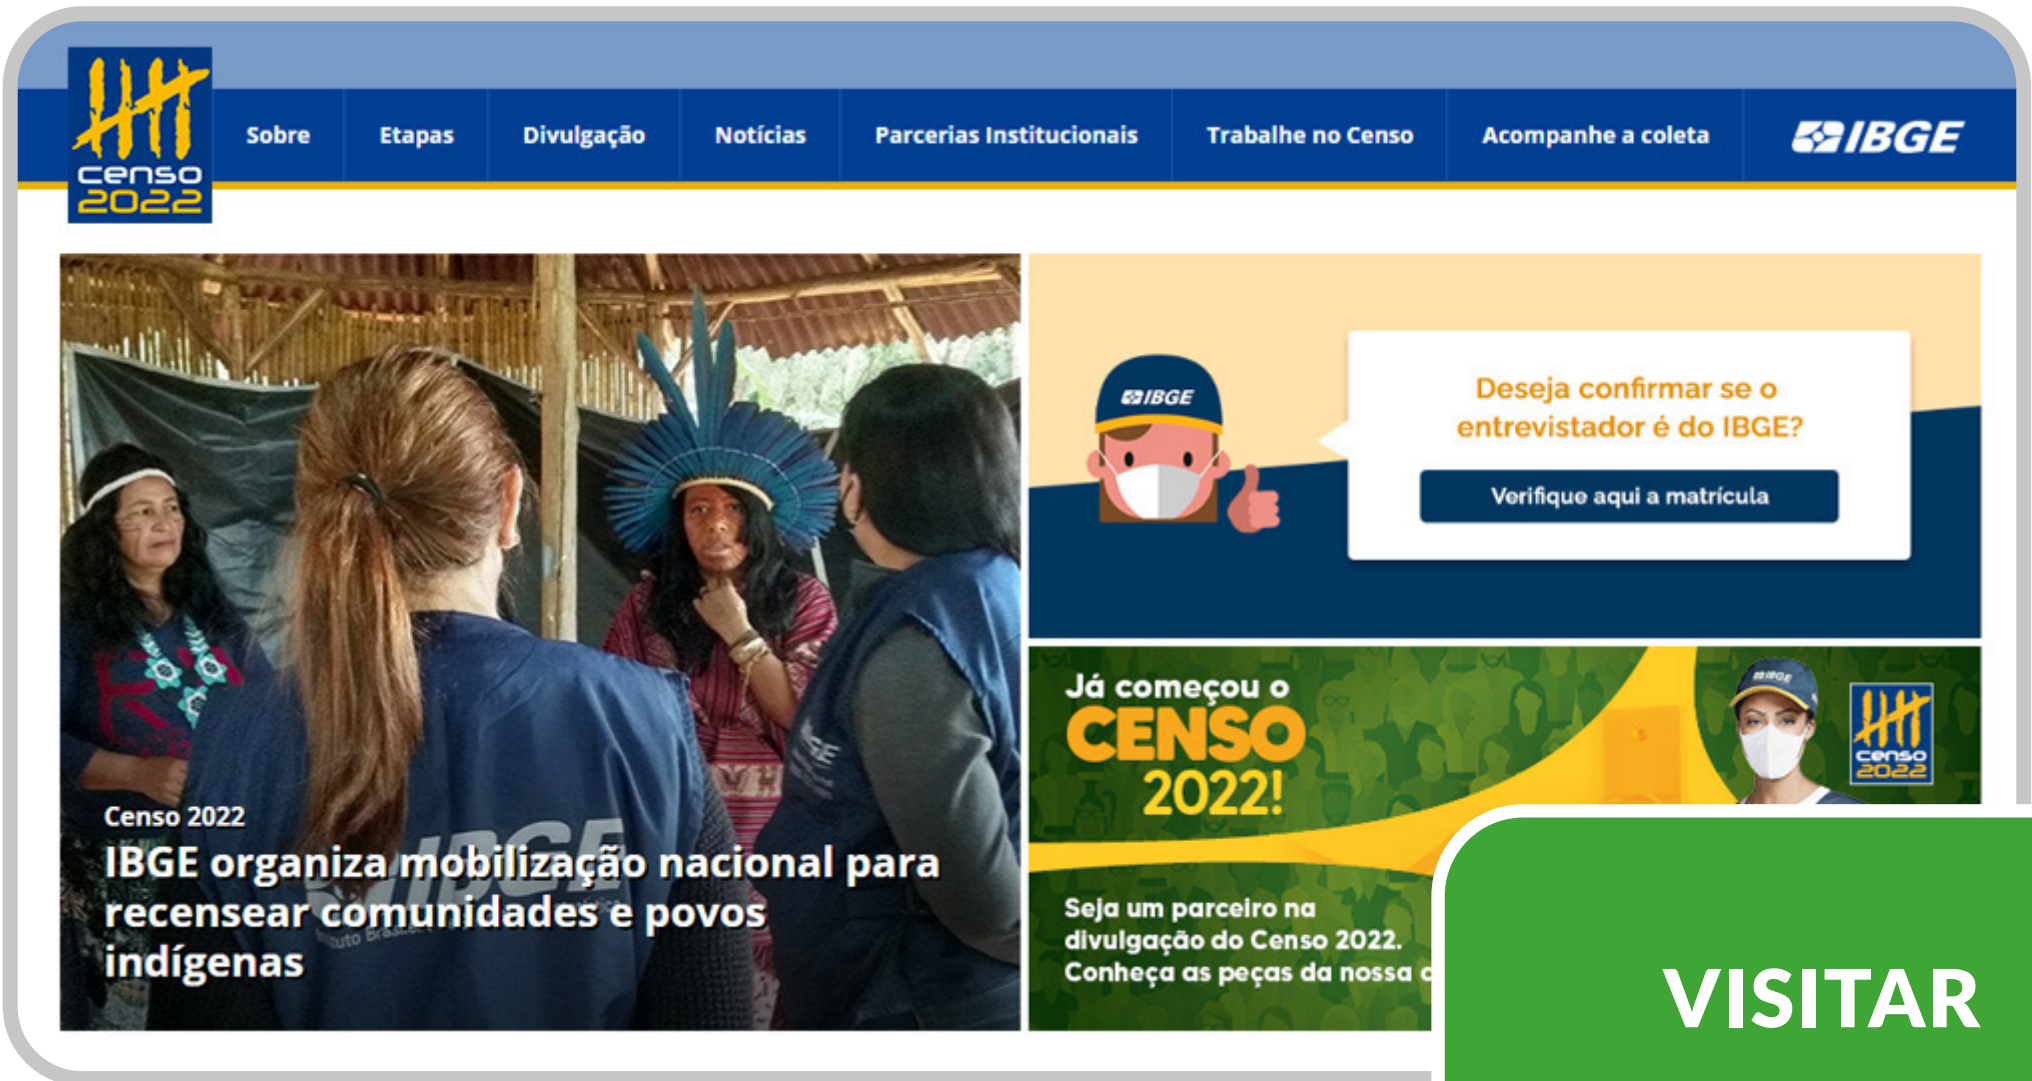 censo
2022
Sobre
Etapas
Divulgação
Notícias
Parcerias Institucionais
Trabalhe no Censo
Acompanhe a coleta
IBGE
Censo 2022
IBGE organiza mobilização nacional para
recensear comunidades e povos
indígenas
IBGE
IBGE
Deseja confirmar se o
entrevistador é do IBGE?
Verifique aqui a matrícula
Já começou o
CENSO
2022!
IBGE
censo
2022
Seja um parceiro na
divulgação do Censo 2022.
Conheça as peças da nossa
VISITAR